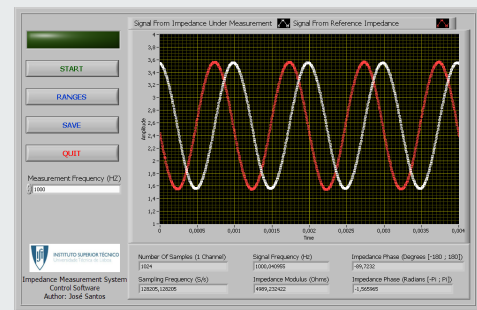 Signal From Impedance Under Measurement
Signal From Reference Impedance
START
RANGES
SAVE
QUIT
Measurement Frequency (HZ)
1000
Amplitude
4-
3,8-
3,6-
3,4-
3,2-
3-
2,8-
2,6-
2,4-
2,2-
2-
1,8-
1,6-
1,4-
1,2-
1-
0
0,0005
0,001
0,0015
0,002
0,0025
0,003
0,0035
0,004
Time
INSTITUTO SUPERIOR TÉCNICO
Universidade Técnica de Lisboa
Impedance Measurement System
Control Software
Author: José Santos
Number Of Samples (1 Channel)
1024
Signal Frequency (Hz)
1000,040955
Impedance Phase (Degrees [-180 ; 180])
-89,7232
Sampling Frequency (S/s)
128205,128205
Impedance Modulus (Ohms)
4989,232422
Impedance Phase (Radians [-Pi ; Pi])
-1,565965